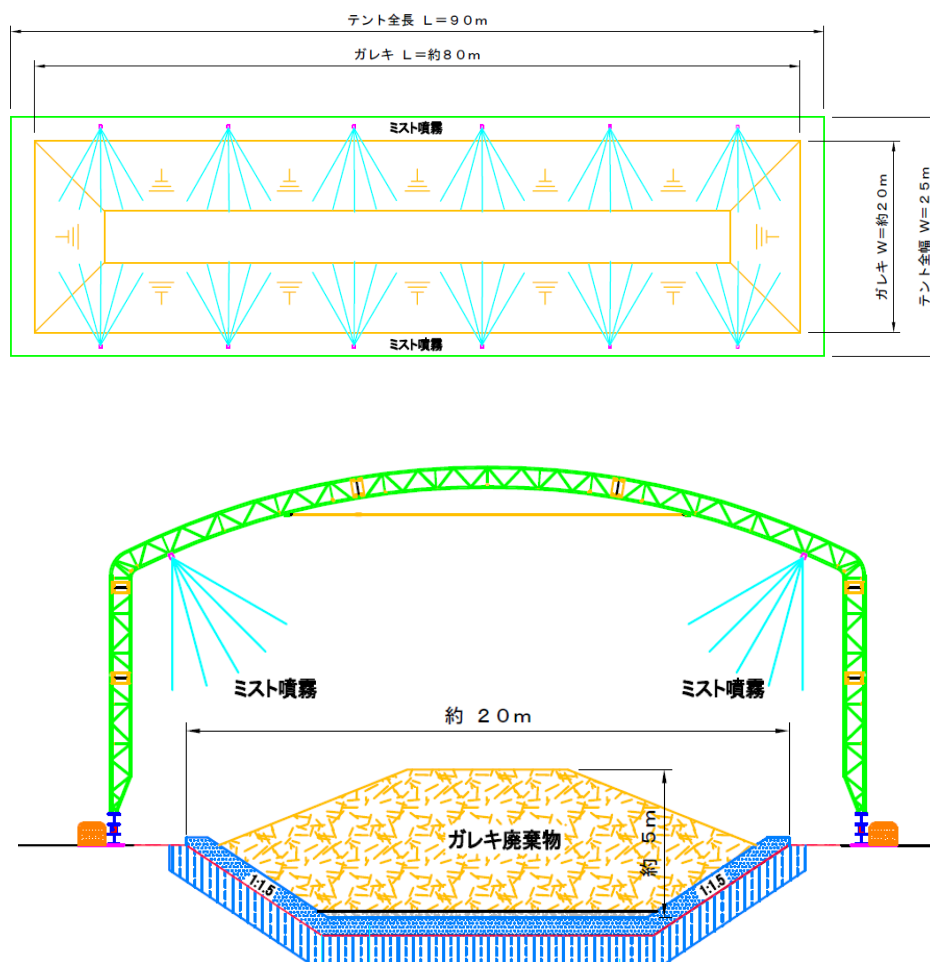 テント全長 L=90m
ガレキ L=約80m
ミスト噴霧
ガレキ W=約20m
テント全幅 W=25m
ミスト噴霧
ミスト噴霧
ミスト噴霧
約 20m
ガレキ廃棄物
約 5m
1:1.5
1:1.5